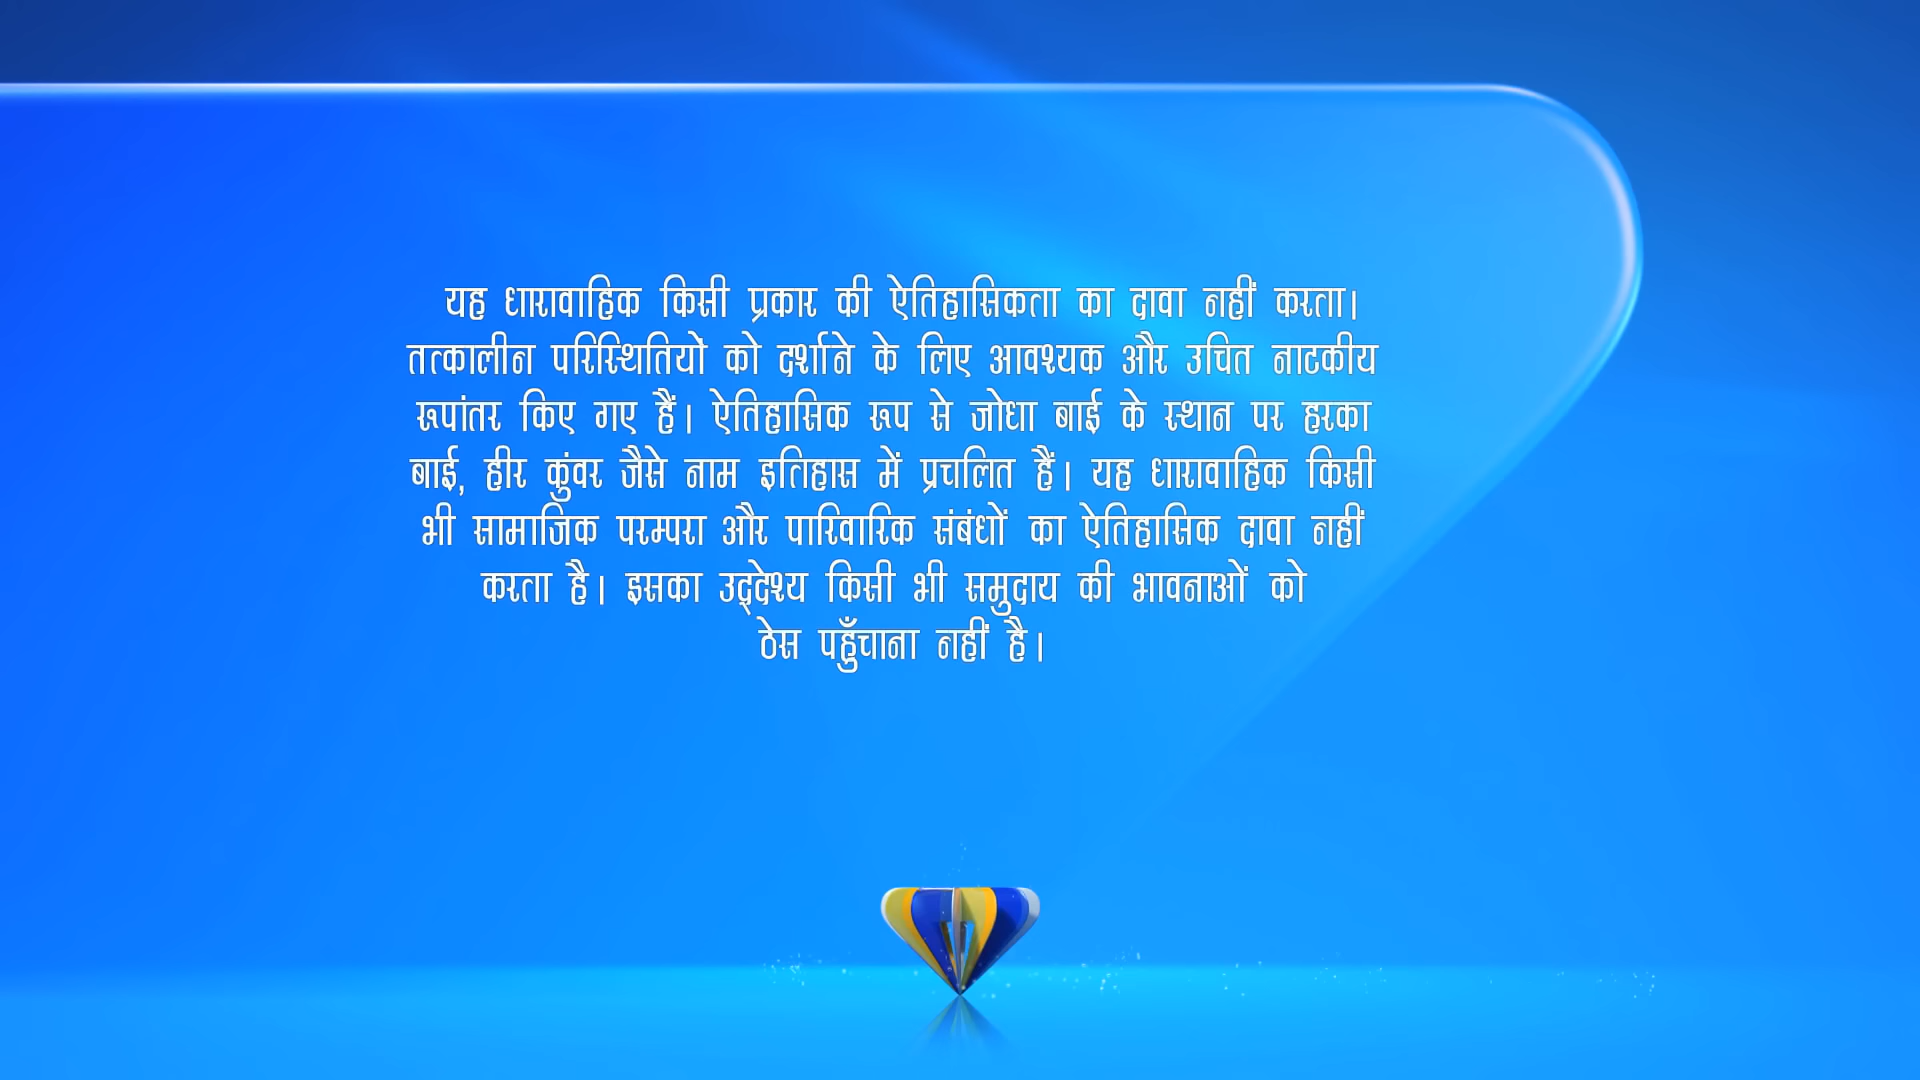 यह धारावाहिक किसी प्रकार की ऐतिहासिकता का दावा नहीं करता।
तत्कालीन परिस्थितियों को दर्शाने के लिए आवश्यक और उचित नाटकीय
रूपांतर किए गए हैं। ऐतिहासिक रूप से जोधा बाई के स्थान पर हरका
बाई, हीर कुंवर जैसे नाम इतिहास में प्रचलित हैं। यह धारावाहिक किसी
भी सामाजिक परम्परा और पारिवारिक संबंधों का ऐतिहासिक दावा नहीं
करता है। इसका उद्देश्य किसी भी समुदाय की भावनाओं को
ठेस पहुँचाना नहीं है।